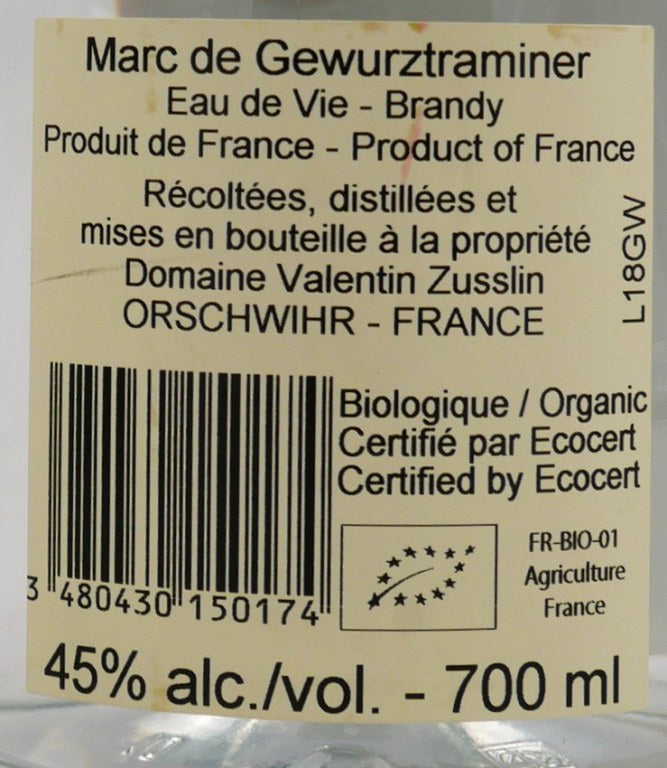 Marc de Gewurztraminer
Eau de Vie - Brandy
Produit de France - Product of France
Récoltées, distillées et
mises en bouteille à la propriété
Domaine Valentin Zusslin
ORSCHWIHR - FRANCE
L18GW
Biologique / Organic
Certifié par Ecocert
Certified by Ecocert
FR-BIO-01
Agriculture
France
3 480430 150174
45% alc./vol. - 700 ml